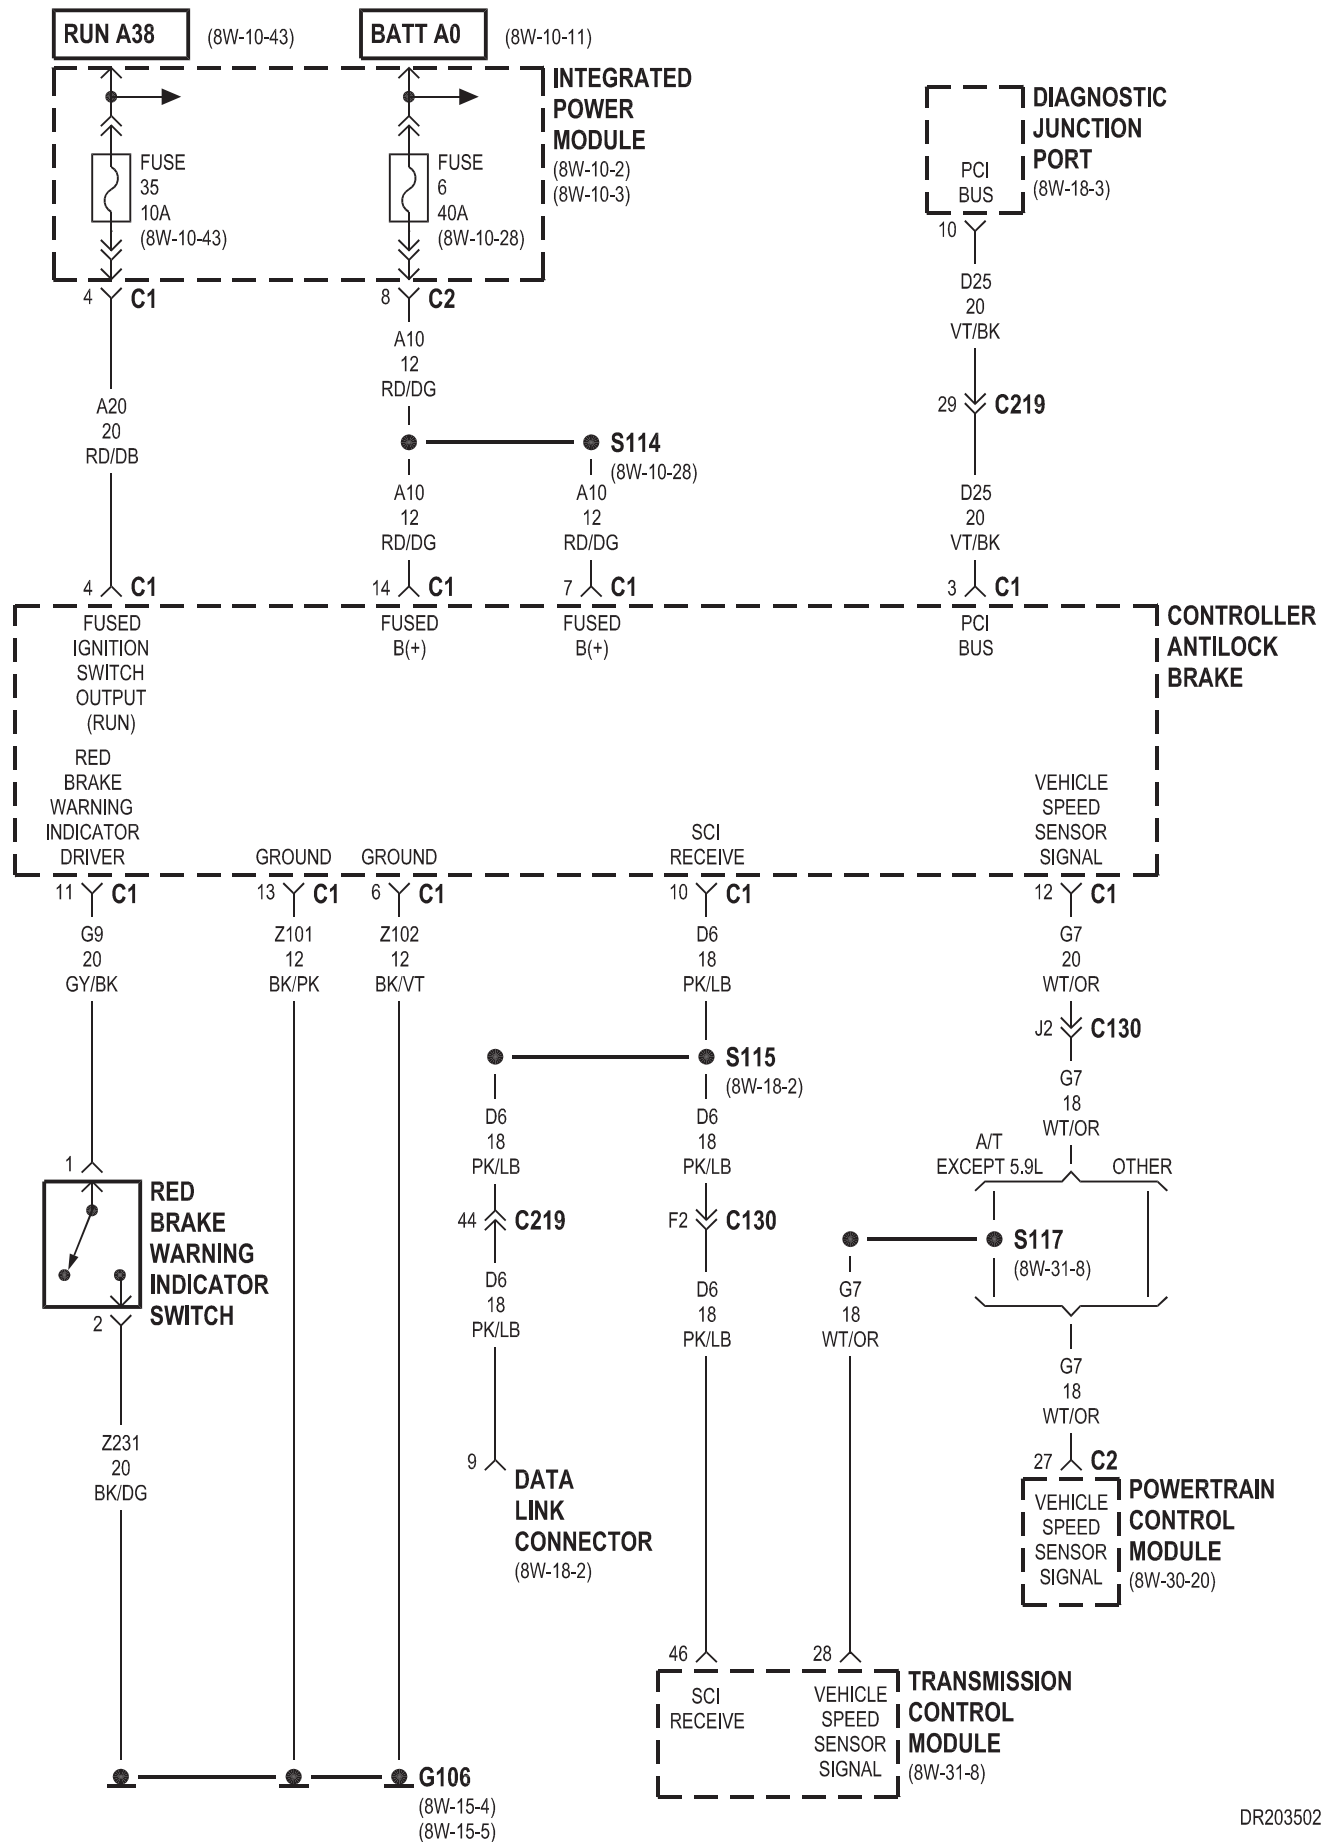 RUN A38
(8W-10-43)
BATT A0
(8W-10-11)
INTEGRATED
POWER
MODULE
(8W-10-2)
(8W-10-3)
FUSE
35
10A
(8W-10-43)
FUSE
6
40A
(8W-10-28)
DIAGNOSTIC
JUNCTION
PORT
(8W-18-3)
PCI
BUS
10
4
C1
8
C2
D25
20
VT/BK
A10
12
RD/DG
A20
20
RD/DB
29
C219
S114
(8W-10-28)
A10
12
RD/DG
A10
12
RD/DG
D25
20
VT/BK
4
C1
14
C1
7
C1
3
C1
CONTROLLER
ANTILOCK
BRAKE
FUSED
IGNITION
SWITCH
OUTPUT
(RUN)
FUSED
B(+)
FUSED
B(+)
PCI
BUS
RED
BRAKE
WARNING
INDICATOR
DRIVER
GROUND
GROUND
SCI
RECEIVE
VEHICLE
SPEED
SENSOR
SIGNAL
11
C1
13
C1
6
C1
10
C1
12
C1
G9
20
GY/BK
Z101
12
BK/PK
Z102
12
BK/VT
D6
18
PK/LB
G7
20
WT/OR
J2
C130
S115
(8W-18-2)
G7
18
WT/OR
D6
18
PK/LB
D6
18
PK/LB
A/T
EXCEPT 5.9L
OTHER
1
RED
BRAKE
WARNING
INDICATOR
SWITCH
2
44
C219
F2
C130
S117
(8W-31-8)
D6
18
PK/LB
D6
18
PK/LB
G7
18
WT/OR
G7
18
WT/OR
Z231
20
BK/DG
9
DATA
LINK
CONNECTOR
(8W-18-2)
27
C2
VEHICLE
SPEED
SENSOR
SIGNAL
POWERTRAIN
CONTROL
MODULE
(8W-30-20)
46
28
SCI
RECEIVE
VEHICLE
SPEED
SENSOR
SIGNAL
TRANSMISSION
CONTROL
MODULE
(8W-31-8)
G106
(8W-15-4)
(8W-15-5)
DR203502